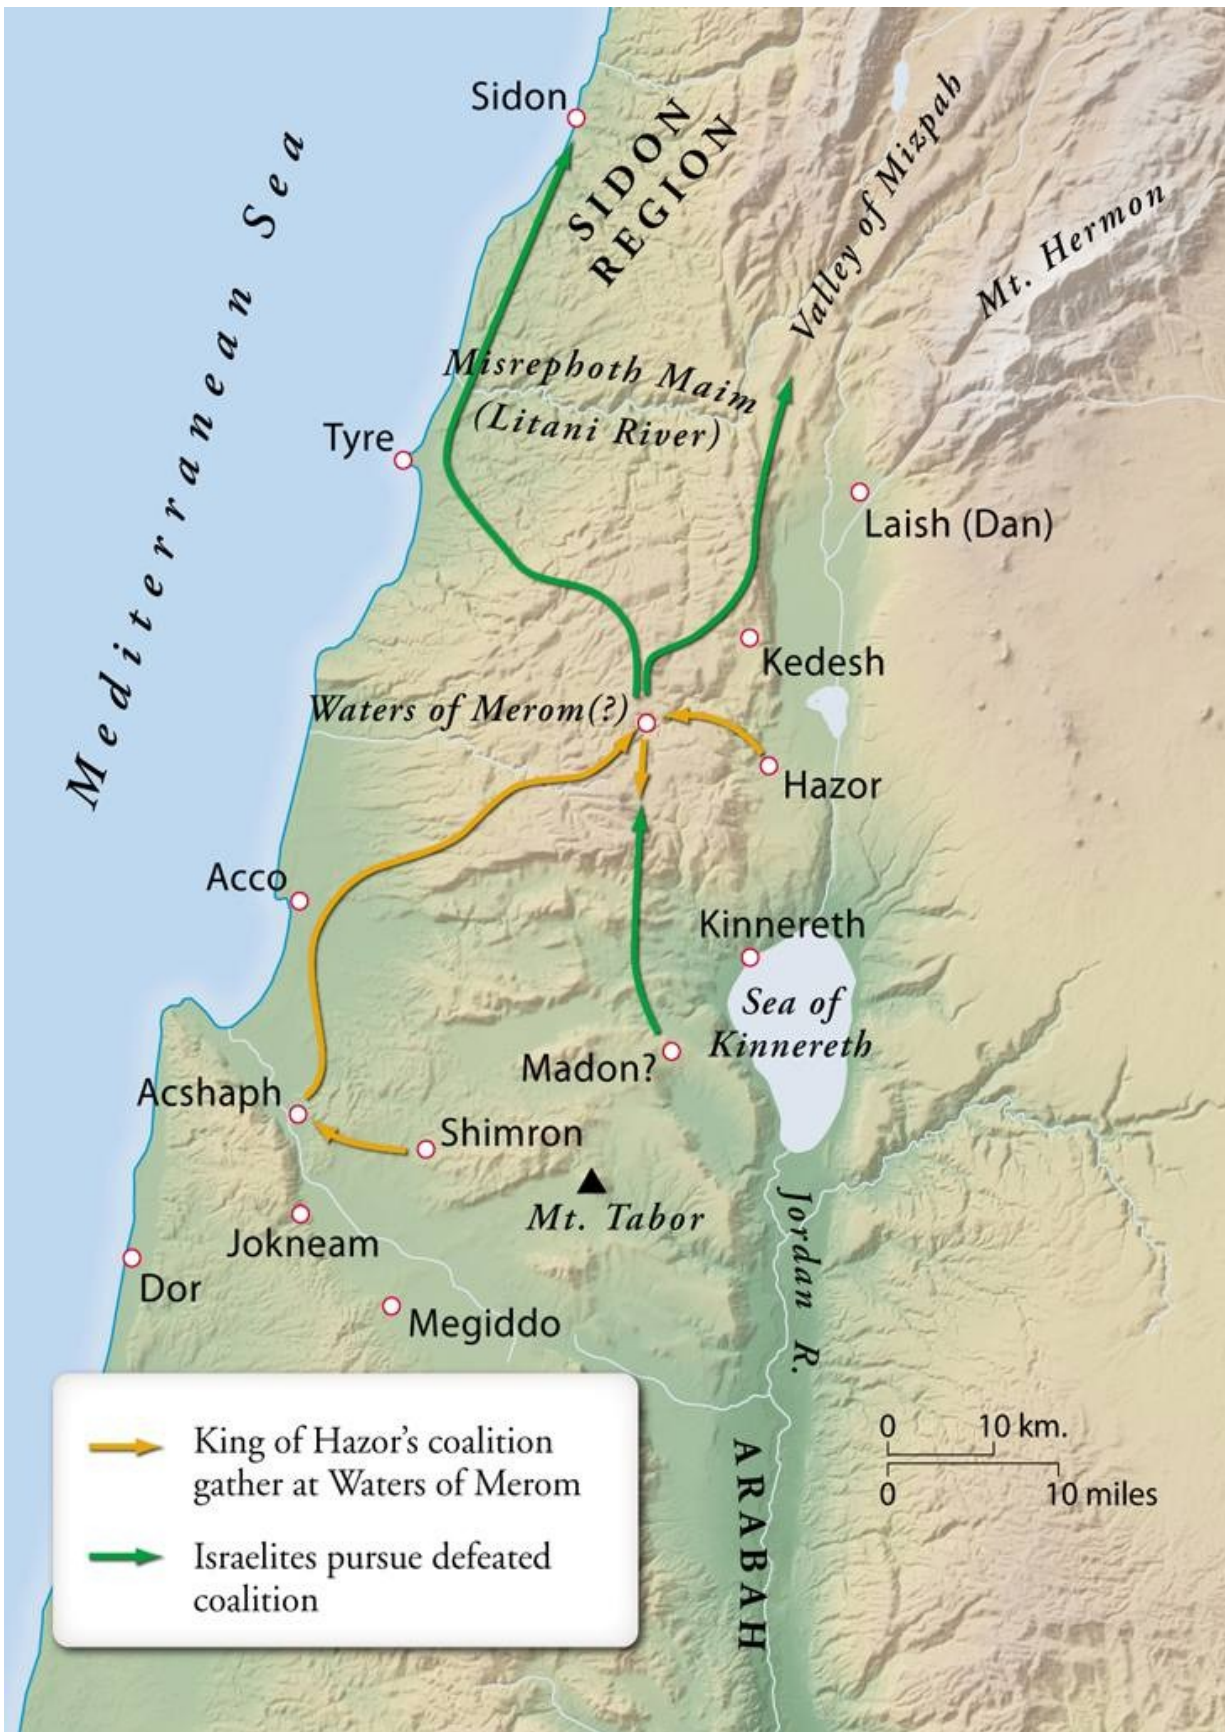 Sidon
SIDON
REGION
Valley of Mizpah
Mt. Hermon
Mediterranean Sea
Misrephoth Maim
(Litani River)
Tyre
Laish (Dan)
Kedesh
Waters of Merom(?)
Hazor
Acco
Kinnereth
Sea of
Kinnereth
Madon?
Acshaph
Shimron
Mt. Tabor
Jokneam
Dor
Megiddo
Jordan R.
ARABAH
0 10 km.
0 10 miles
King of Hazor’s coalition
gather at Waters of Merom
Israelites pursue defeated
coalition